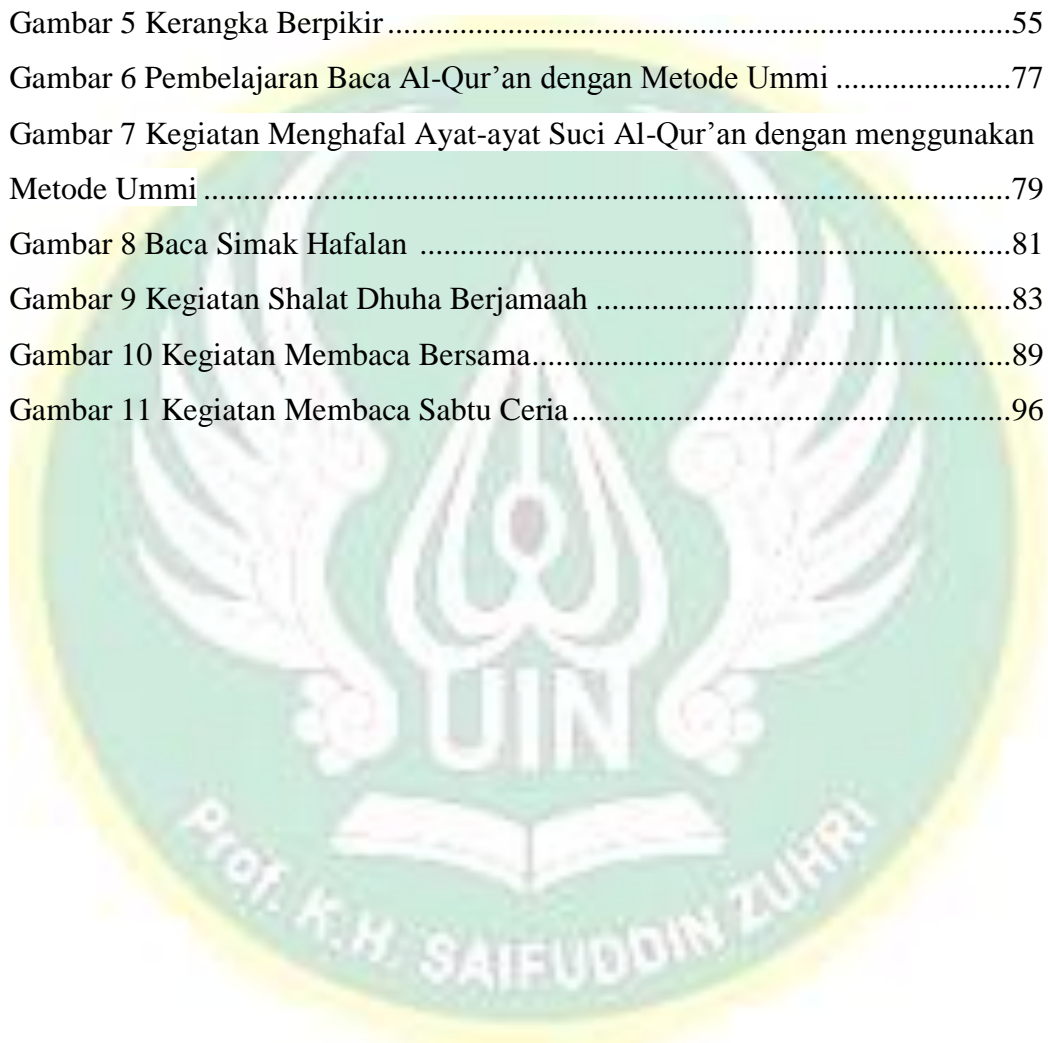 Gambar 5 Kerangka Berpikir ........................................................................55
Gambar 6 Pembelajaran Baca Al-Qur’an dengan Metode Ummi ....................77
Gambar 7 Kegiatan Menghafal Ayat-ayat Suci Al-Qur’an dengan menggunakan
Metode Ummi ..............................................................................................79
Gambar 8 Baca Simak Hafalan .....................................................................81
Gambar 9 Kegiatan Shalat Dhuha Berjamaah .................................................83
Gambar 10 Kegiatan Membaca Bersama........................................................89
Gambar 11 Kegiatan Membaca Sabtu Ceria ...................................................96
UIN
Prof. K.H. SAIFUDDIN ZUHRI